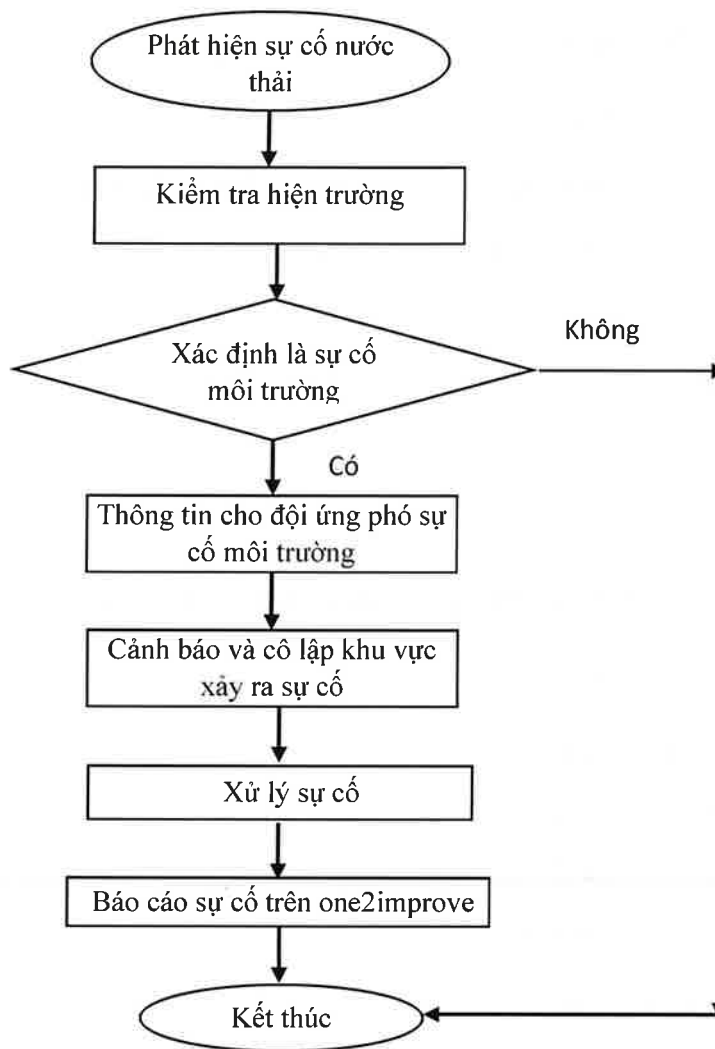 Phát hiện sự cố nước
thải
Kiểm tra hiện trường
Không
Xác định là sự cố
môi trường
Có
Thông tin cho đội ứng phó sự
cố môi trường
Cảnh báo và cô lập khu vực
xảy ra sự cố
Xử lý sự cố
Báo cáo sự cố trên one2improve
Kết thúc